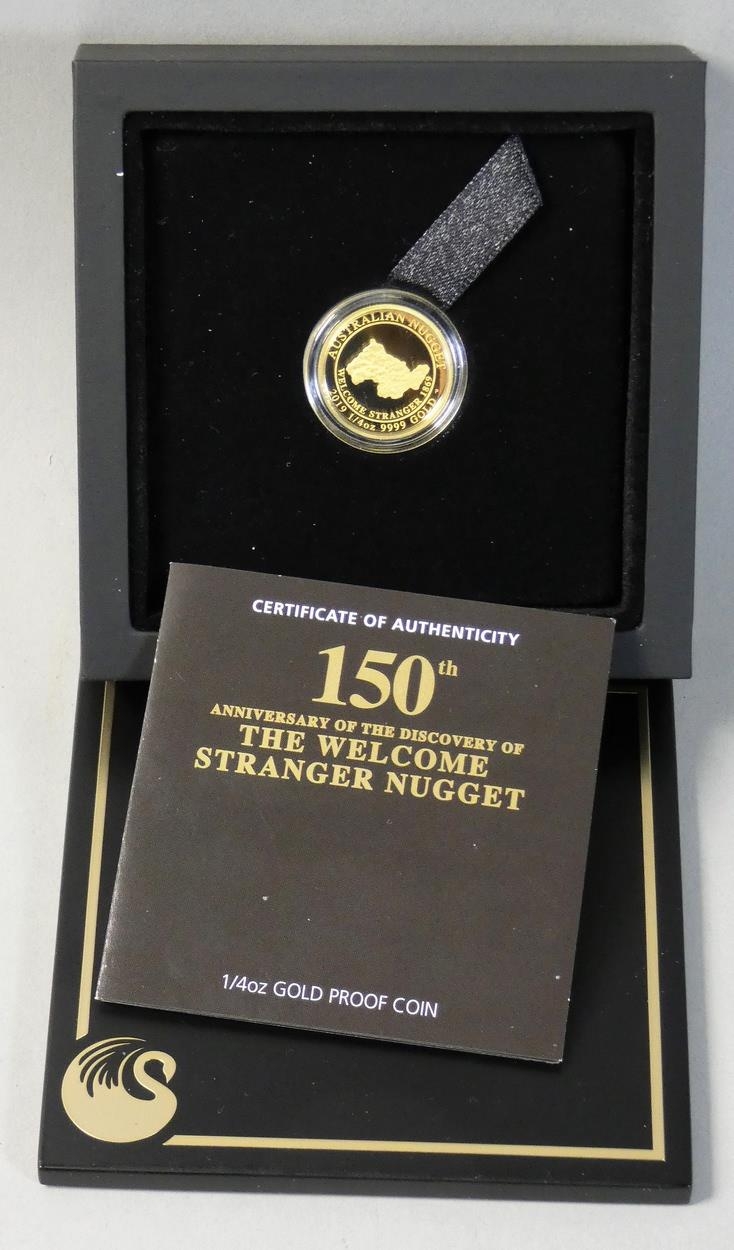 AUSTRALIAN NUGGET
WELCOME STRANGER 1869
2019 1/4oz 9999 GOLD
CERTIFICATE OF AUTHENTICITY
150th
ANNIVERSARY OF THE DISCOVERY OF
THE WELCOME
STRANGER NUGGET
1/4oz GOLD PROOF COIN